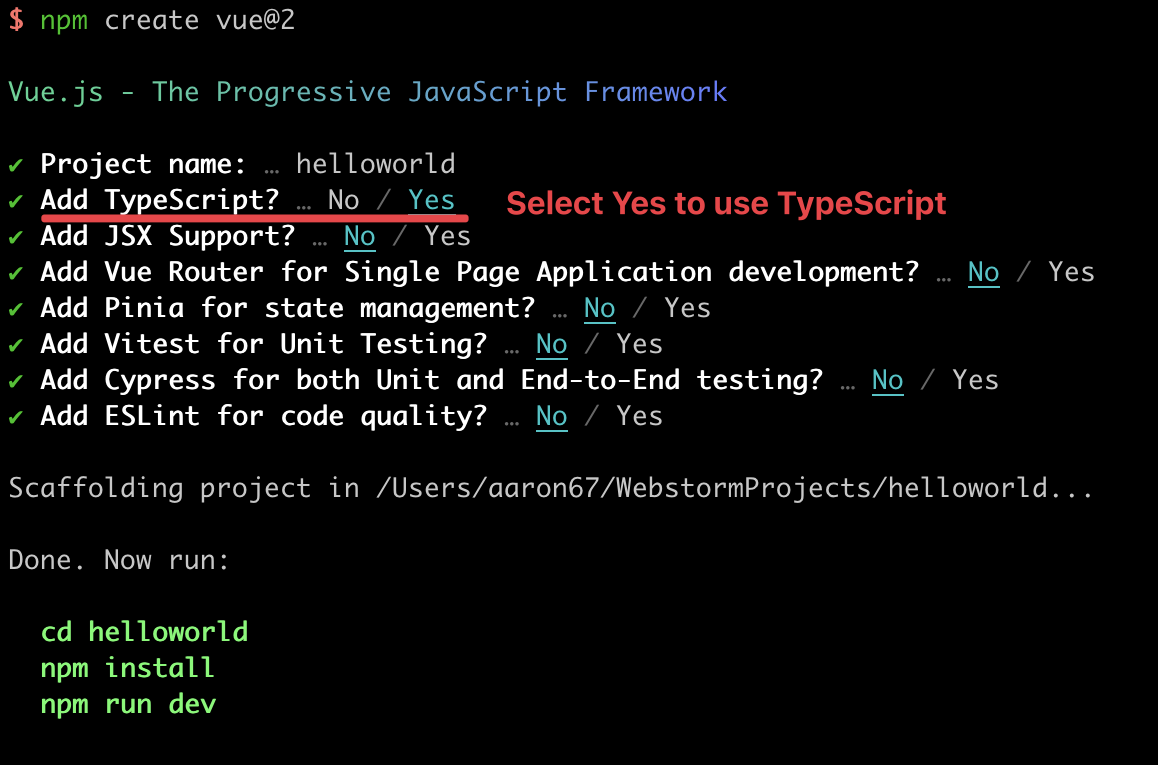 $ npm create vue@2
Vue.js - The Progressive JavaScript Framework
✔ Project name: … helloworld
✔ Add TypeScript? … No / Yes
Select Yes to use TypeScript
✔ Add JSX Support? … No / Yes
✔ Add Vue Router for Single Page Application development? … No / Yes
✔ Add Pinia for state management? … No / Yes
✔ Add Vitest for Unit Testing? … No / Yes
✔ Add Cypress for both Unit and End-to-End testing? … No / Yes
✔ Add ESLint for code quality? … No / Yes
Scaffolding project in /Users/aaron67/WebstormProjects/helloworld...
Done. Now run:
cd helloworld
npm install
npm run dev